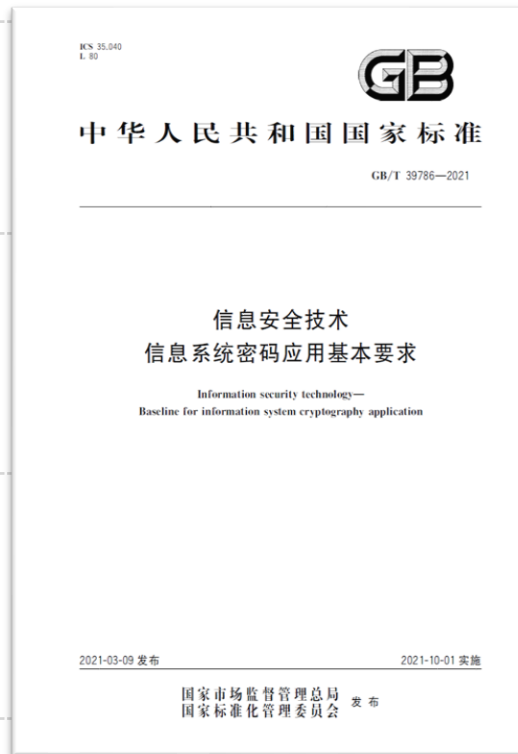 ICS 35.040
L 80
GB
中华人民共和国国家标准
GB/T 39786—2021
信息安全技术
信息系统密码应用基本要求
Information security technology—
Baseline for information system cryptography application
2021-03-09 发布
2021-10-01 实施
国家市场监督管理总局
国家标准化管理委员会
发布